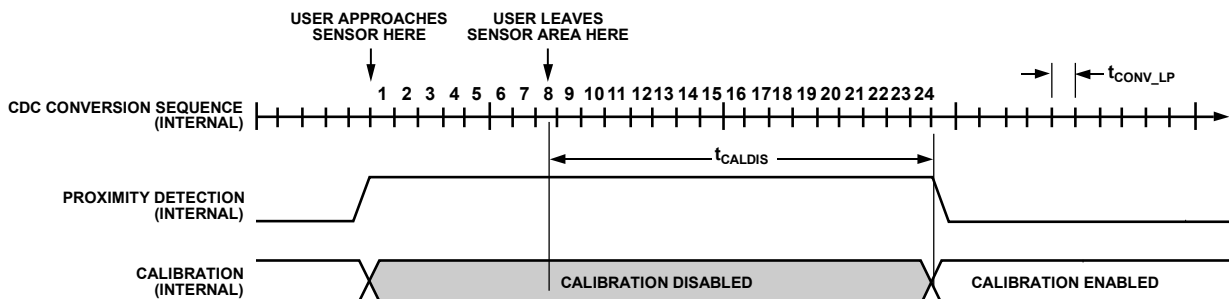 USER APPROACHES
SENSOR HERE
USER LEAVES
SENSOR AREA HERE
tCONV_LP
1 2 3 4 5 6 7 8 9 10 11 12 13 14 15 16 17 18 19 20 21 22 23 24
CDC CONVERSION SEQUENCE
(INTERNAL)
tCALDIS
PROXIMITY DETECTION
(INTERNAL)
CALIBRATION
(INTERNAL)
CALIBRATION DISABLED
CALIBRATION ENABLED